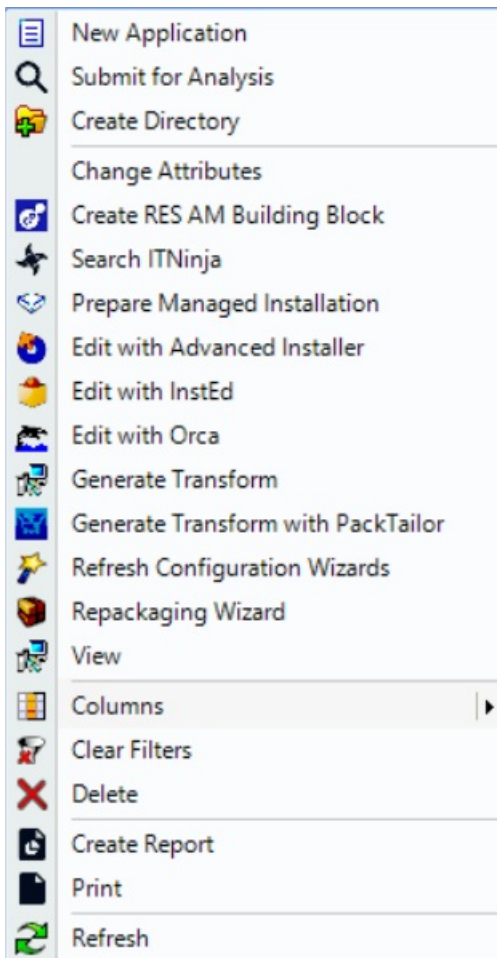 New Application
Submit for Analysis
Create Directory
Change Attributes
Create RES AM Building Block
Search ITNinja
Prepare Managed Installation
Edit with Advanced Installer
Edit with InstEd
Edit with Orca
Generate Transform
Generate Transform with PackTailor
Refresh Configuration Wizards
Repackaging Wizard
View
Columns
Clear Filters
Delete
Create Report
Print
Refresh